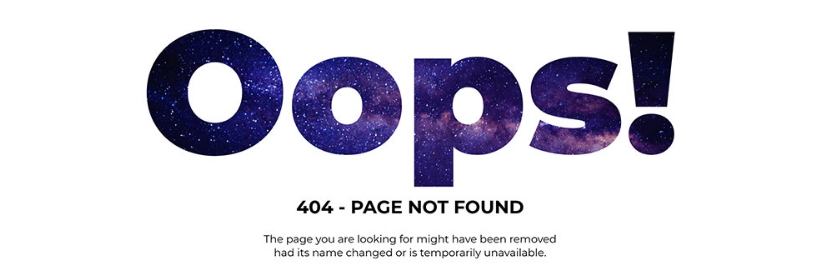 Oops!
404 - PAGE NOT FOUND
The page you are looking for might have been removed
had its name changed or is temporarily unavailable.